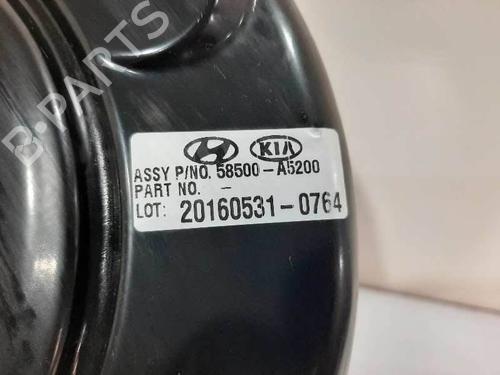 B-PARTS
KIA
ASSY P/NO. 58500-A5200
PART NO. -
LOT: 20160531-0764